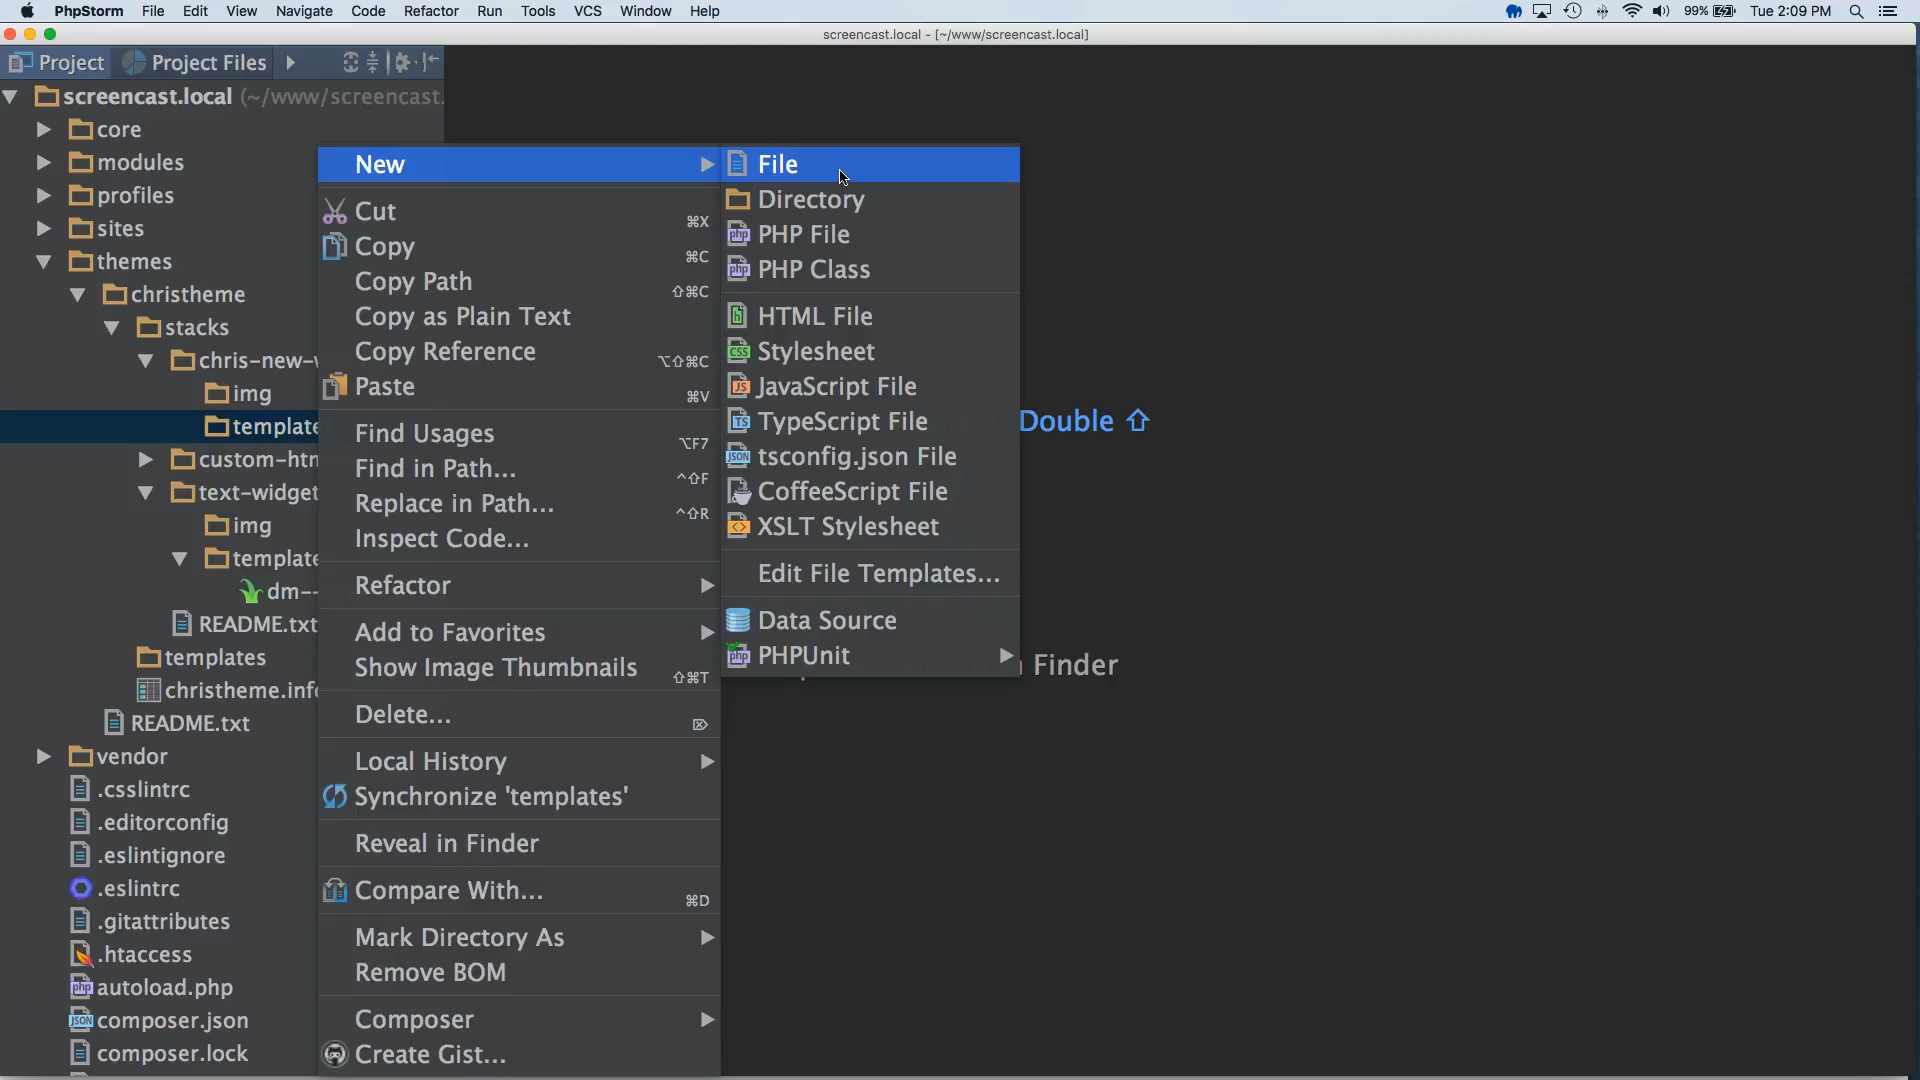 PhpStorm File Edit View Navigate Code Refactor Run Tools VCS Window Help 99% Tue 2:09 PM
screencast.local - [~/www/screencast.local]
Project Project Files
screencast.local (~/www/screencast.
core
modules
profiles
sites
themes
christheme
stacks
chris-new-
img
template
custom-htm
text-widget
img
template
dm--
README.txt
templates
christheme.info
README.txt
vendor
.csslintrc
.editorconfig
.eslintignore
.eslintrc
.gitattributes
.htaccess
autoload.php
composer.json
composer.lock
New
Cut ⌘X
Copy ⌘C
Copy Path ⇧⌘C
Copy as Plain Text
Copy Reference ⌥⇧⌘C
Paste ⌘V
Find Usages ⌥F7
Find in Path... ^⇧F
Replace in Path... ^⇧R
Inspect Code...
Refactor
Add to Favorites
Show Image Thumbnails ⇧⌘T
Delete... ⌦
Local History
Synchronize 'templates'
Reveal in Finder
Compare With... ⌘D
Mark Directory As
Remove BOM
Composer
Create Gist...
File
Directory
PHP File
PHP Class
HTML File
Stylesheet
JavaScript File
TypeScript File
tsconfig.json File
CoffeeScript File
XSLT Stylesheet
Edit File Templates...
Data Source
PHPUnit
Double ⇧
Finder